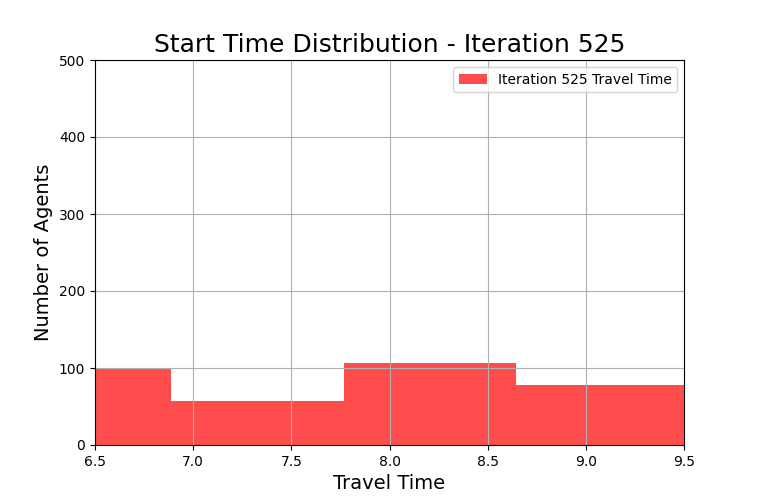 Start Time Distribution - Iteration 525
500
400
300
200
100
0
Number of Agents
Iteration 525 Travel Time
6.5 7.0 7.5 8.0 8.5 9.0 9.5
Travel Time